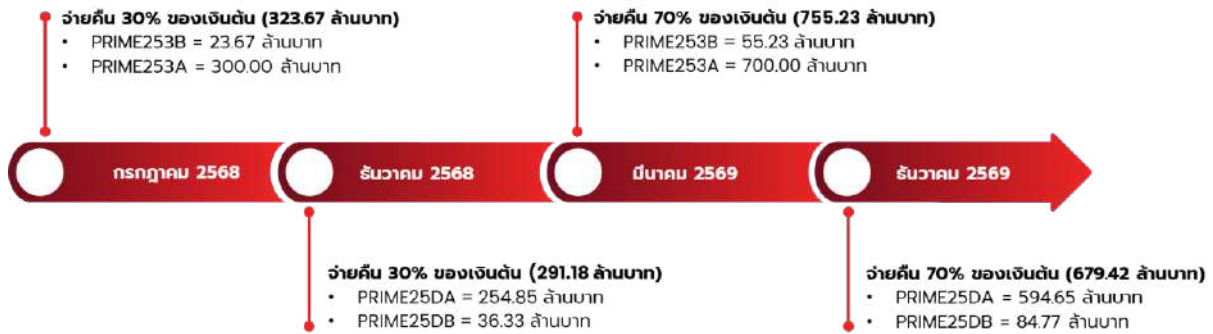 จ่ายคืน 30% ของเงินต้น (323.67 ล้านบาท)
• PRIME253B = 23.67 ล้านบาท
• PRIME253A = 300.00 ล้านบาท
จ่ายคืน 70% ของเงินต้น (755.23 ล้านบาท)
• PRIME253B = 55.23 ล้านบาท
• PRIME253A = 700.00 ล้านบาท
กรกฎาคม 2568
ธันวาคม 2568
มีนาคม 2569
ธันวาคม 2569
จ่ายคืน 30% ของเงินต้น (291.18 ล้านบาท)
• PRIME25DA = 254.85 ล้านบาท
• PRIME25DB = 36.33 ล้านบาท
จ่ายคืน 70% ของเงินต้น (679.42 ล้านบาท)
• PRIME25DA = 594.65 ล้านบาท
• PRIME25DB = 84.77 ล้านบาท